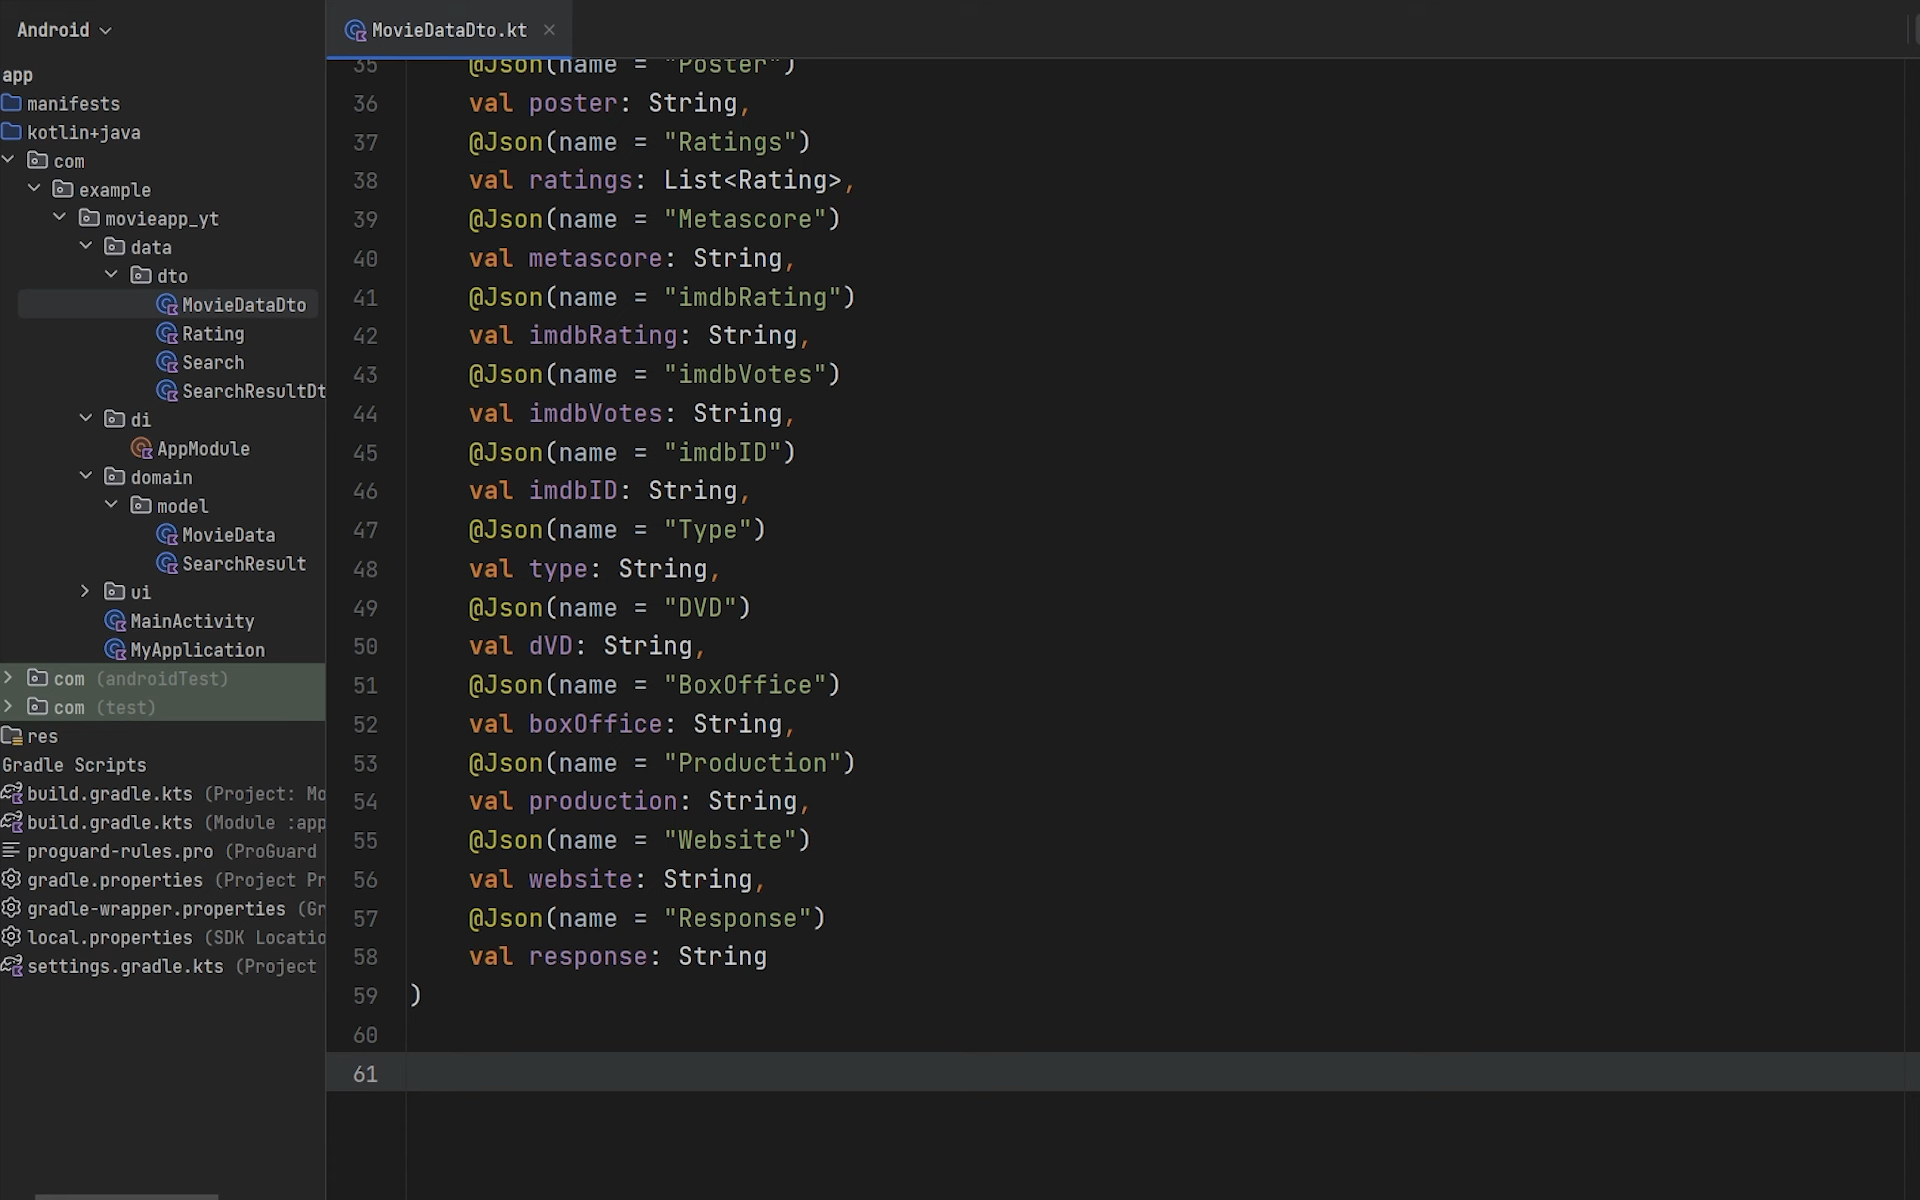 Android
app
manifests
kotlin+java
com
example
movieapp_yt
data
dto
MovieDataDto
Rating
Search
SearchResultDt
di
AppModule
domain
model
MovieData
SearchResult
ui
MainActivity
MyApplication
com (androidTest)
com (test)
res
Gradle Scripts
build.gradle.kts (Project: Mo
build.gradle.kts (Module :app
proguard-rules.pro (ProGuard
gradle.properties (Project Pr
gradle-wrapper.properties (Gr
local.properties (SDK Locatio
settings.gradle.kts (Project
MovieDataDto.kt
35 @Json(name = "Poster")
36 val poster: String,
37 @Json(name = "Ratings")
38 val ratings: List<Rating>,
39 @Json(name = "Metascore")
40 val metascore: String,
41 @Json(name = "imdbRating")
42 val imdbRating: String,
43 @Json(name = "imdbVotes")
44 val imdbVotes: String,
45 @Json(name = "imdbID")
46 val imdbID: String,
47 @Json(name = "Type")
48 val type: String,
49 @Json(name = "DVD")
50 val dVD: String,
51 @Json(name = "BoxOffice")
52 val boxOffice: String,
53 @Json(name = "Production")
54 val production: String,
55 @Json(name = "Website")
56 val website: String,
57 @Json(name = "Response")
58 val response: String
59 )
60
61